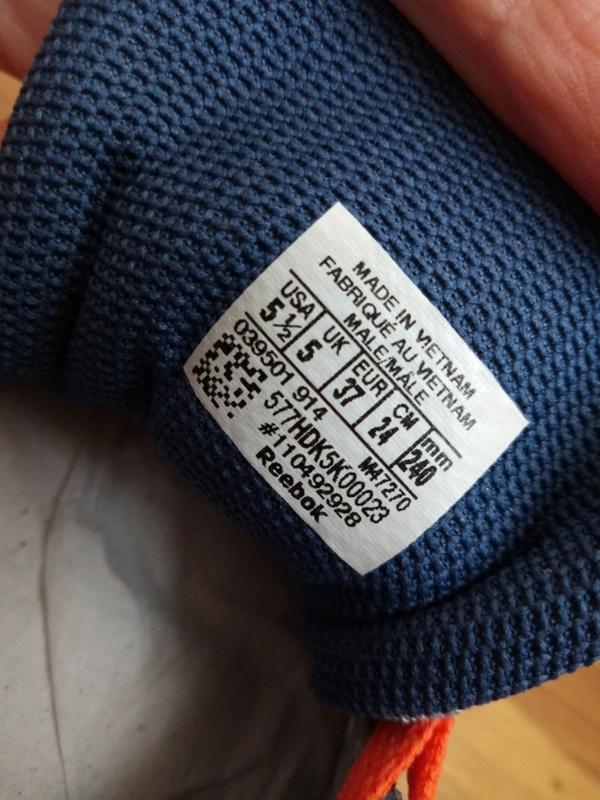 MADE IN VIETNAM
FABRIQUÉ AU VIETNAM
MALE/MÂLE
USA UK EUR CM mm
5 ½ 5 37 24 240
039501 914 M47270
577HDK5K00023
#110492928
Reebok